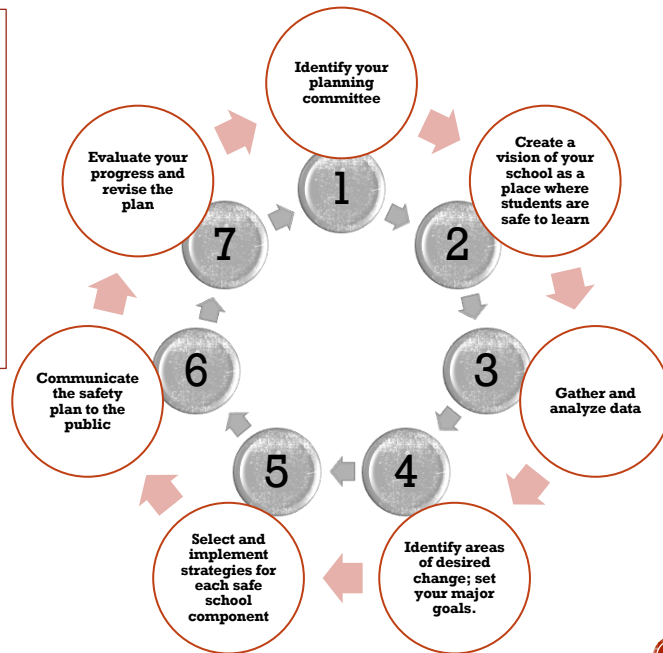 Identify your
planning
committee
1
Create a
vision of your
school as a
place where
students are
safe to learn
2
Gather and
analyze data
3
Identify areas
of desired
change; set
your major
goals.
4
Select and
implement
strategies for
each safe
school
component
5
Communicate
the safety
plan to the
public
6
Evaluate your
progress and
revise the
plan
7